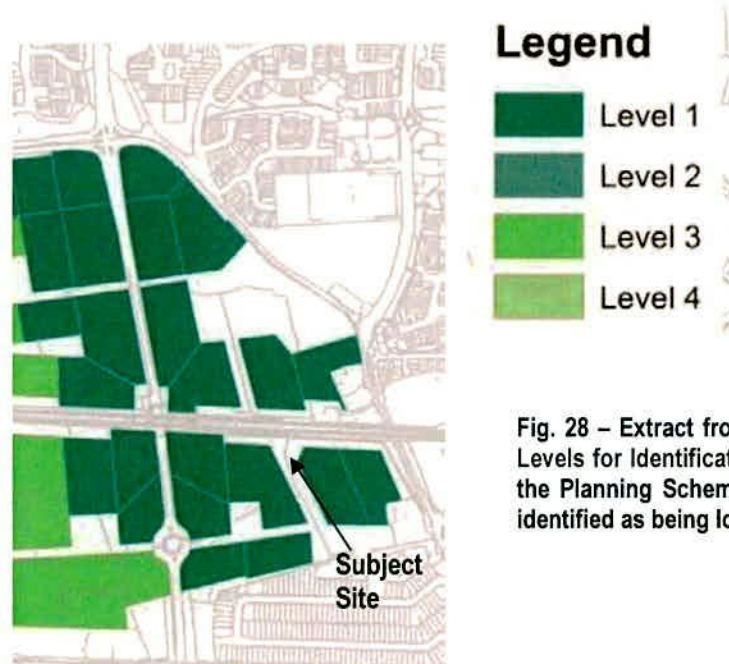 Legend
Level 1
Level 2
Level 3
Level 4
Fig. 28 – Extract fro
Levels for Identificat
the Planning Schem
identified as being lo
Subject
Site